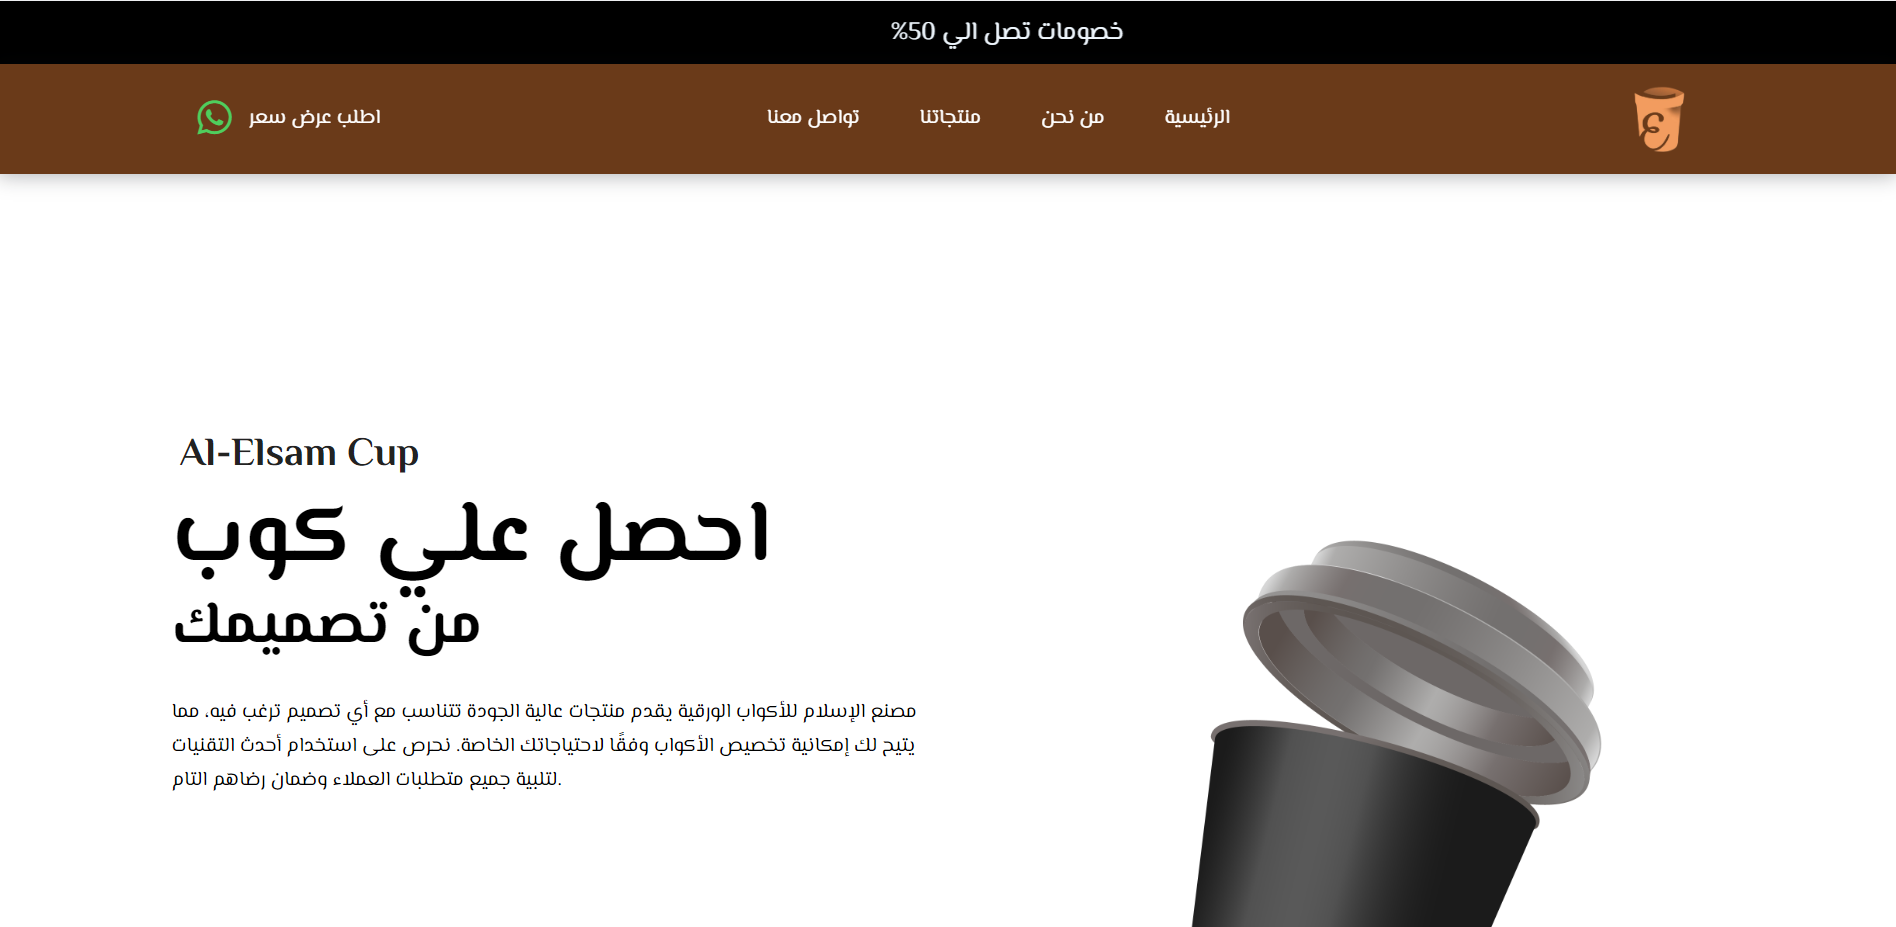 خصومات تصل الي 50%
الرئيسية
من نحن
منتجاتنا
تواصل معنا
اطلب عرض سعر
Al-Elsam Cup
احصل علي كوب
من تصميمك
مصنع الإسلام للأكواب الورقية يقدم منتجات عالية الجودة تتناسب مع أي تصميم ترغب فيه، مما
يتيح لك إمكانية تخصيص الأكواب وفقًا لاحتياجاتك الخاصة. نحرص على استخدام أحدث التقنيات
لتلبية جميع متطلبات العملاء وضمان رضاهم التام.